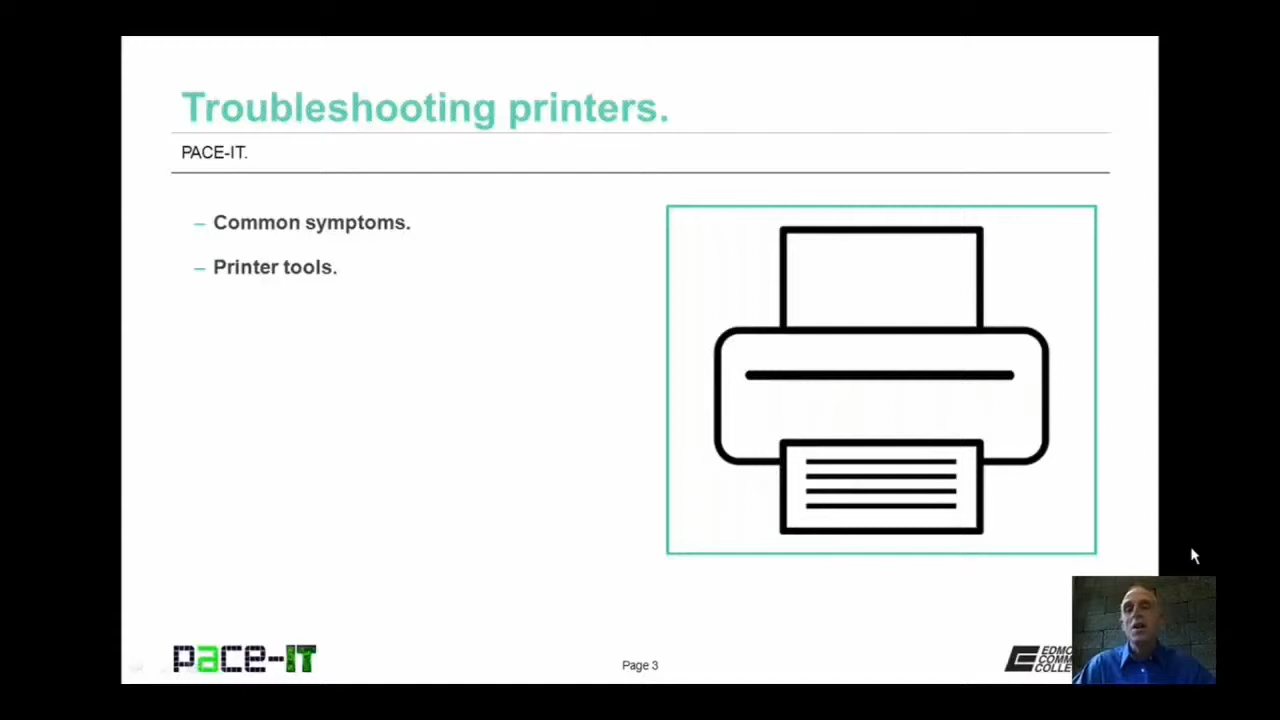 Troubleshooting printers.
PACE-IT.
– Common symptoms.
– Printer tools.
pace-IT
Page 3